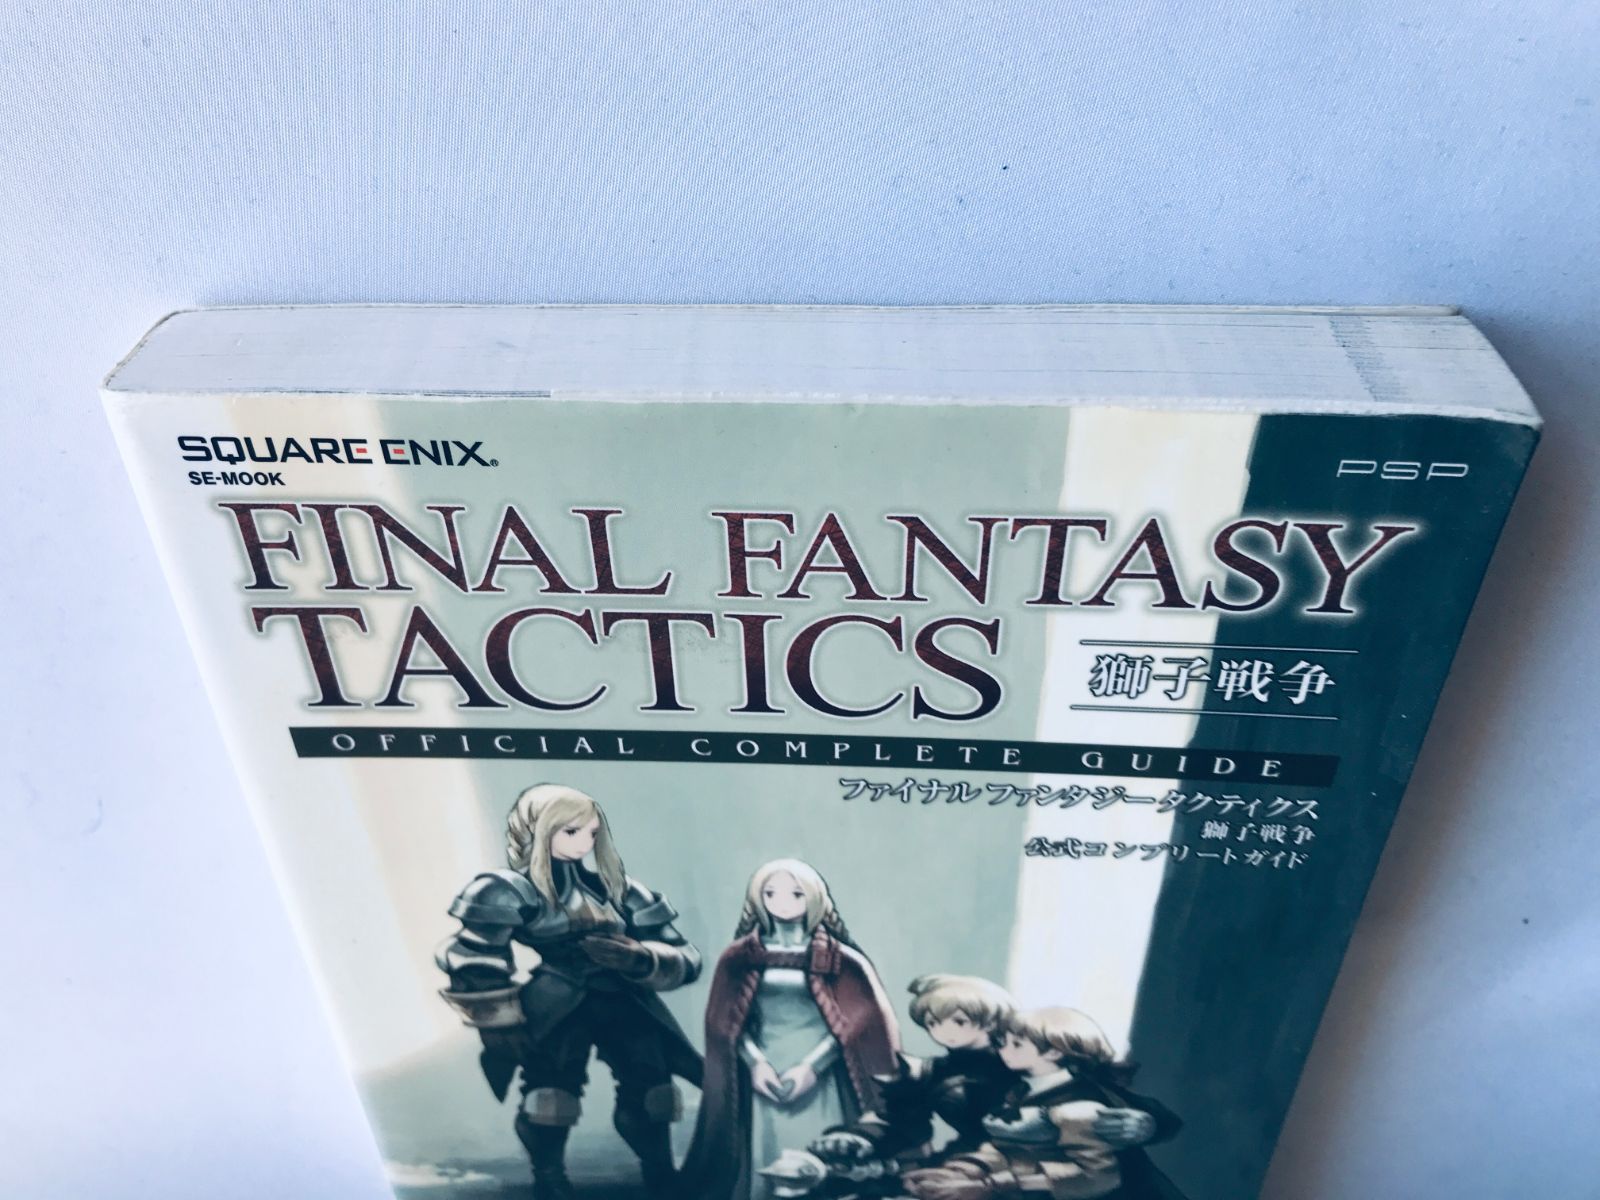 SQUARE ENIX®
SE-MOOK
PSP
FINAL FANTASY
TACTICS
獅子戦争
OFFICIAL COMPLETE GUIDE
ファイナルファンタジータクティクス
獅子戦争
公式コンプリートガイド